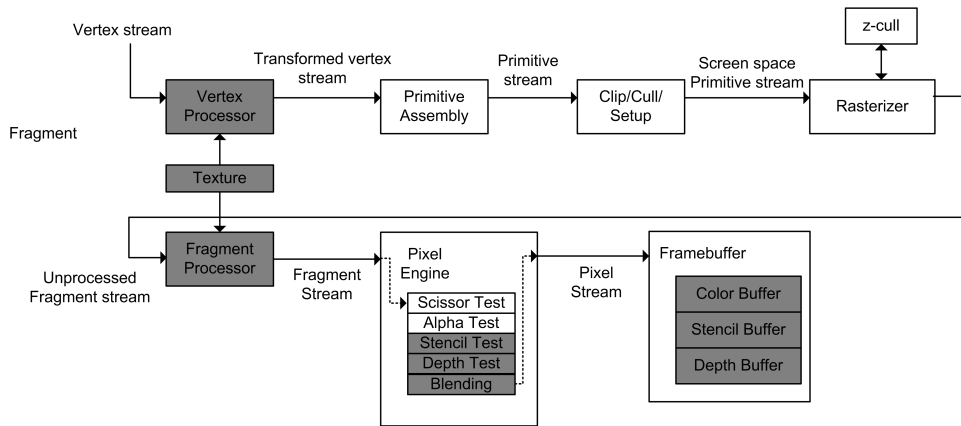 Vertex stream
z-cull
Transformed vertex
stream
Primitive
stream
Screen space
Primitive stream
Vertex
Processor
Primitive
Assembly
Clip/Cull/
Setup
Rasterizer
Fragment
Texture
Fragment
Processor
Unprocessed
Fragment stream
Fragment
Stream
Pixel
Engine
Scissor Test
Alpha Test
Stencil Test
Depth Test
Blending
Pixel
Stream
Framebuffer
Color Buffer
Stencil Buffer
Depth Buffer